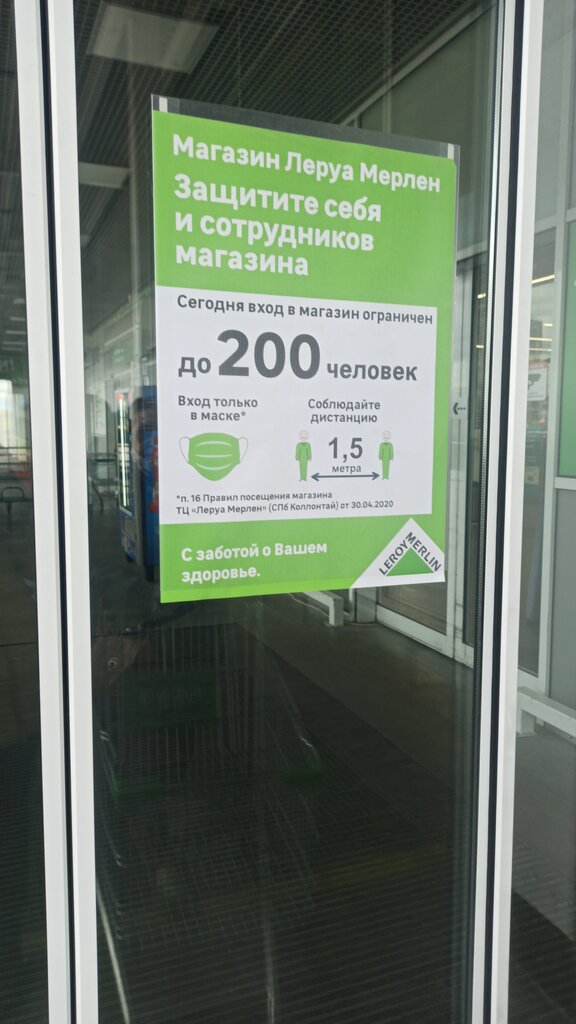 Магазин Леруа Мерлен
Защитите себя
и сотрудников
магазина
Сегодня вход в магазин ограничен
до 200 человек
Вход только
в маске*
Соблюдайте
дистанцию
1,5
метра
*п. 16 Правил посещения магазина
ТЦ «Леруа Мерлен» (СПб Коллонтай) от 30.04.2020
С заботой о Вашем
здоровье.
LEROY MERLIN